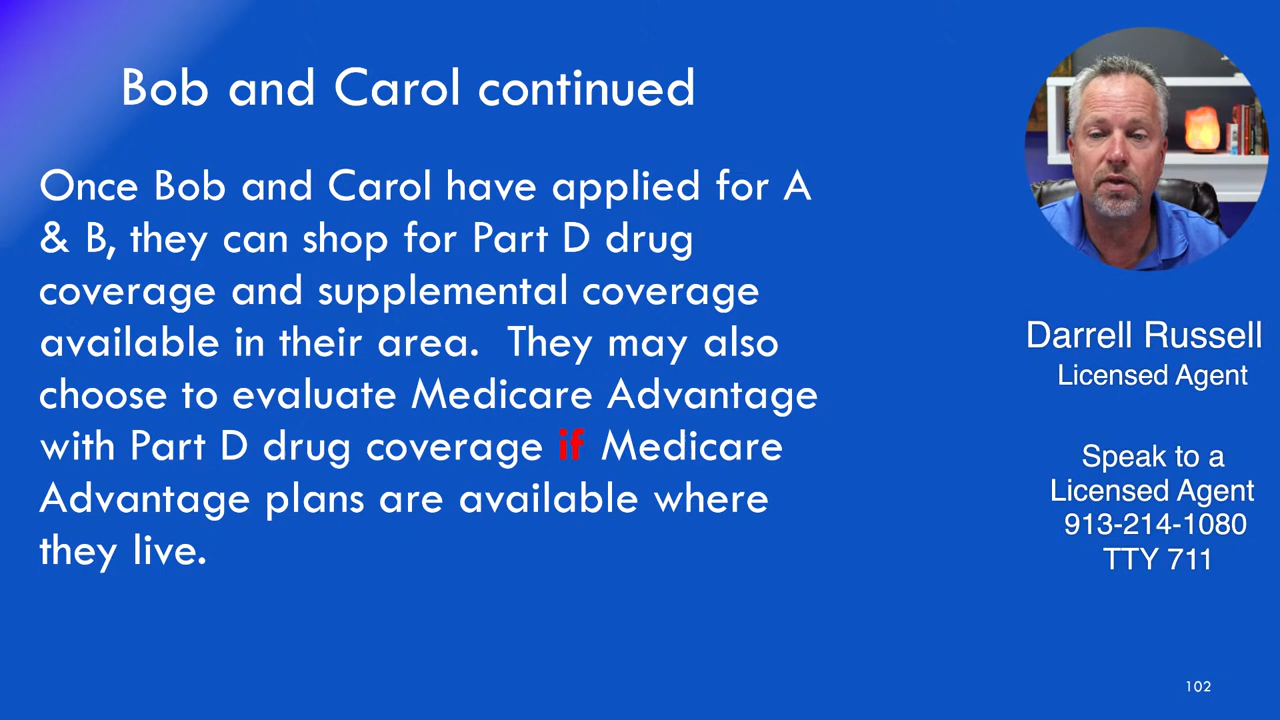 Bob and Carol continued
Once Bob and Carol have applied for A
& B, they can shop for Part D drug
coverage and supplemental coverage
available in their area.  They may also
choose to evaluate Medicare Advantage
with Part D drug coverage if Medicare
Advantage plans are available where
they live.
Darrell Russell
Licensed Agent
Speak to a
Licensed Agent
913-214-1080
TTY 711
102